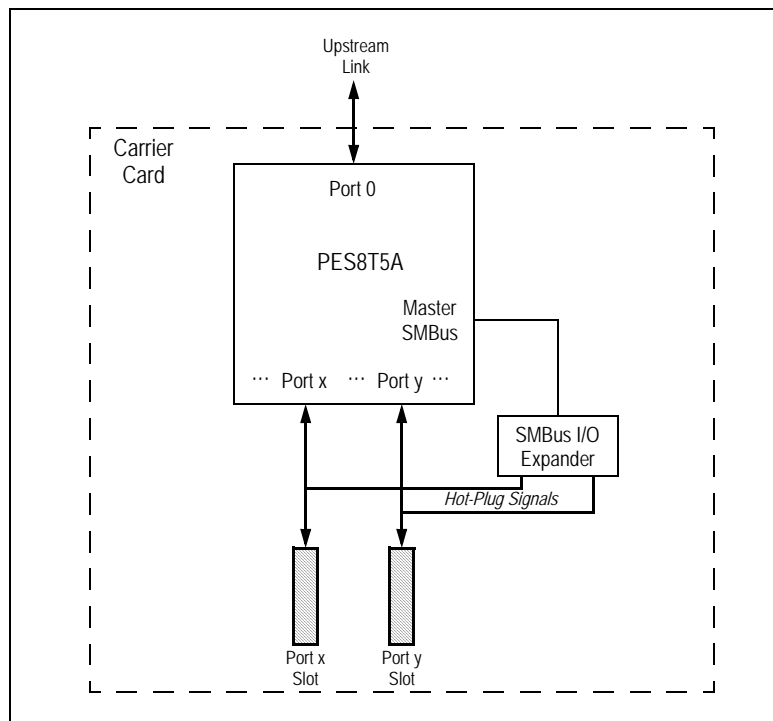 Upstream
Link
Carrier
Card
Port 0
PES8T5A
Master
SMBus
··· Port x ··· Port y ···
SMBus I/O
Expander
Hot-Plug Signals
Port x
Slot
Port y
Slot